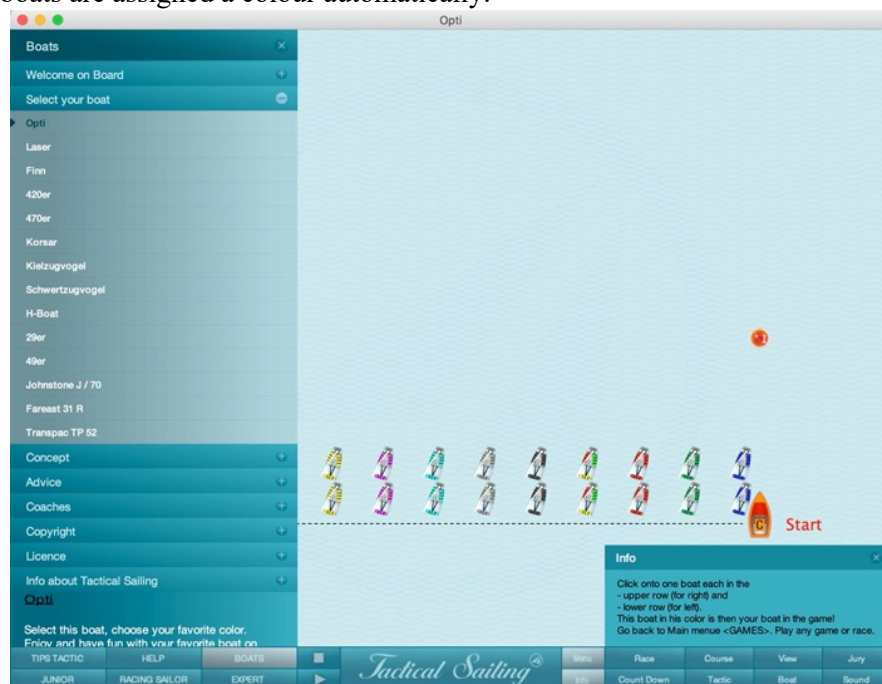 boats are assigned a colour automatically.
Opti
Boats
Welcome on Board
Select your boat
Opti
Laser
Finn
420er
470er
Korsar
Kielzugvogel
Schwertzugvogel
H-Boat
29er
49er
Johnstone J / 70
Fareast 31 R
Transpac TP 52
Concept
Advice
Coaches
Copyright
Licence
Info about Tactical Sailing
Opti
Select this boat, choose your favorite color.
Enjoy and have fun with your favorite boat on
1
C
Start
Info
Click onto one boat each in the
- upper row (for right) and
- lower row (for left).
This boat in his color is then your boat in the game!
Go back to Main menue <GAMES>. Play any game or race.
TIPS TACTIC HELP BOATS
JUNIOR RACING SAILOR EXPERT
Tactical Sailing
Menu Race Course View Jury
Info Count Down Tactic Boat Sound